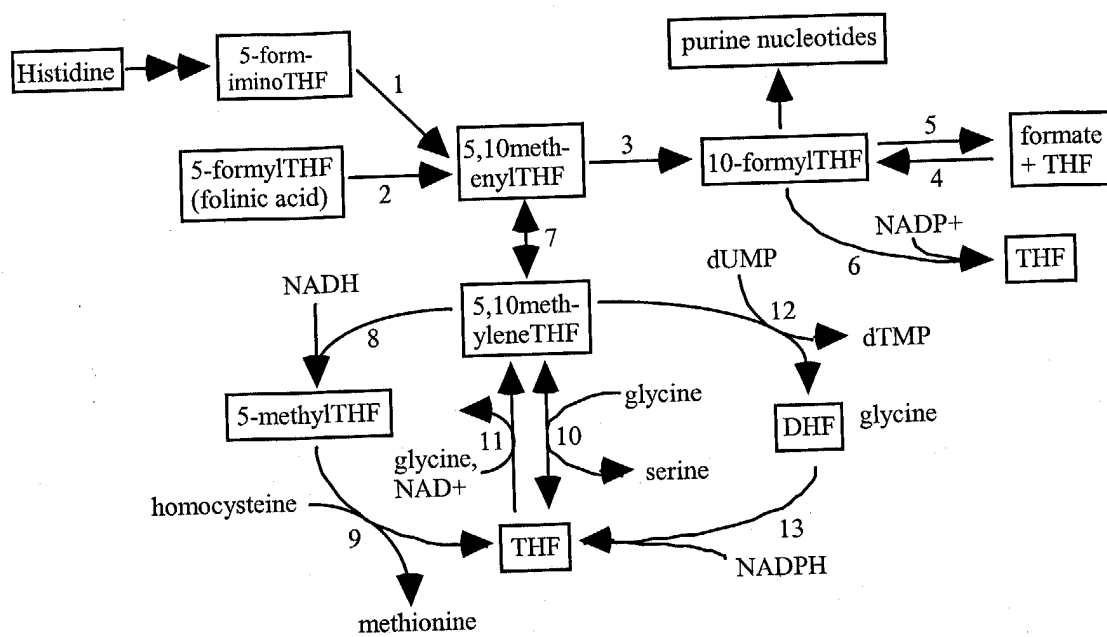 purine nucleotides
Histidine
5-form-
iminoTHF
1
5-formylTHF
(folinic acid)
2
5,10meth-
enylTHF
3
10-formylTHF
5
4
formate
+ THF
7
NADP+
6
THF
NADH
8
5,10meth-
yleneTHF
dUMP
12
dTMP
5-methylTHF
11
glycine,
NAD+
10
glycine
serine
DHF
glycine
homocysteine
9
THF
13
NADPH
methionine